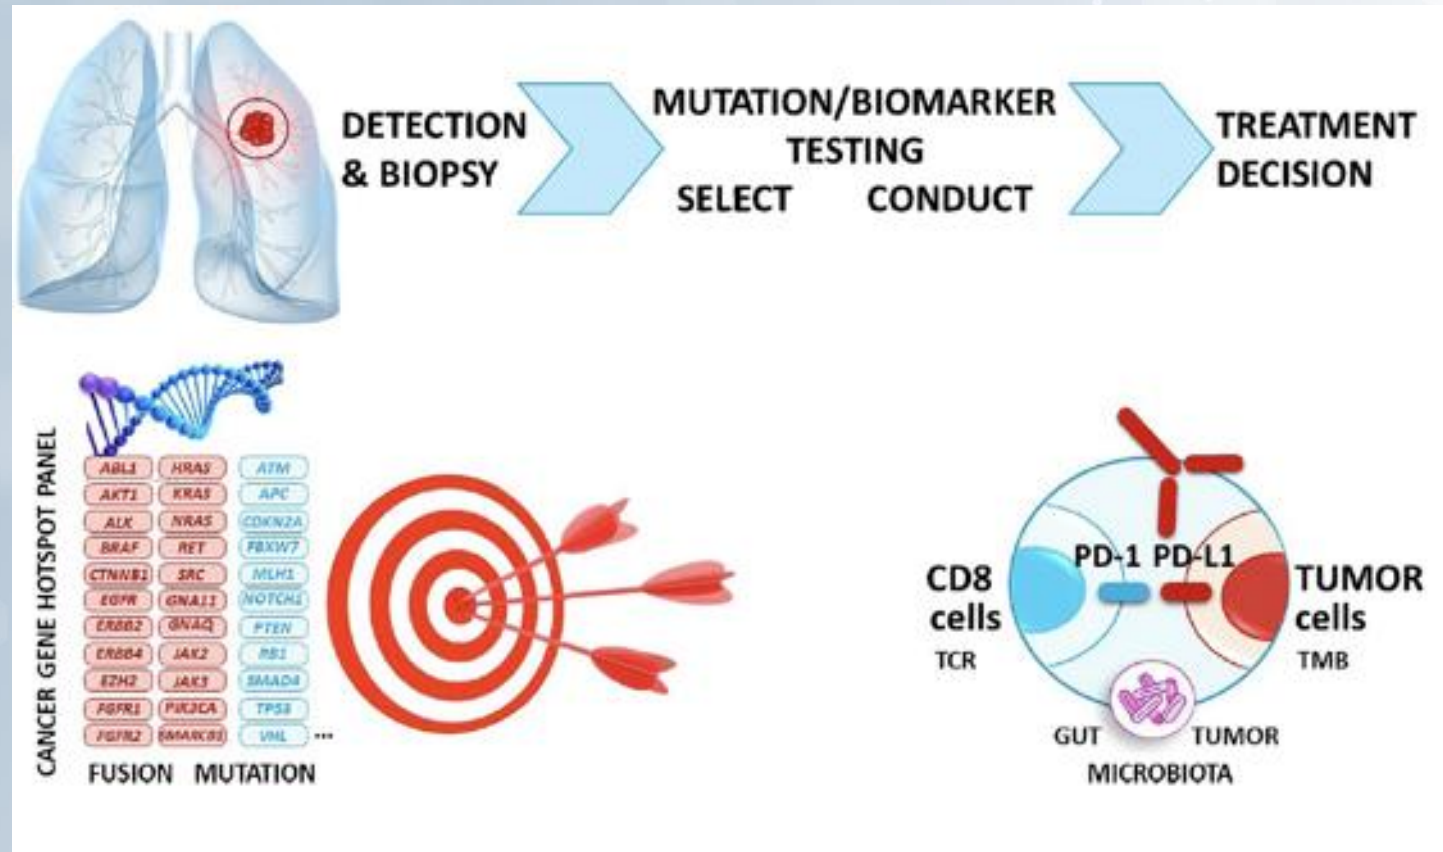 DETECTION
& BIOPSY
MUTATION/BIOMARKER
TESTING
SELECT CONDUCT
TREATMENT
DECISION
CANCER GENE HOTSPOT PANEL
ABL1 HRAS ATM
AKT1 KRAS APC
ALK NRAS CDKN2A
BRAF RET FBXW7
CTNNB1 SRC MLH1
EGFR GNA11 NOTCH1
ERBB2 GNAQ PTEN
ERBB4 JAK2 RB1
EZH2 JAK3 SMAD4
FGFR1 PIK3CA TP53
FGFR2 SMARCB1 VHL ...
FUSION MUTATION
PD-1 PD-L1
CD8
cells
TCR
TUMOR
cells
TMB
GUT TUMOR
MICROBIOTA